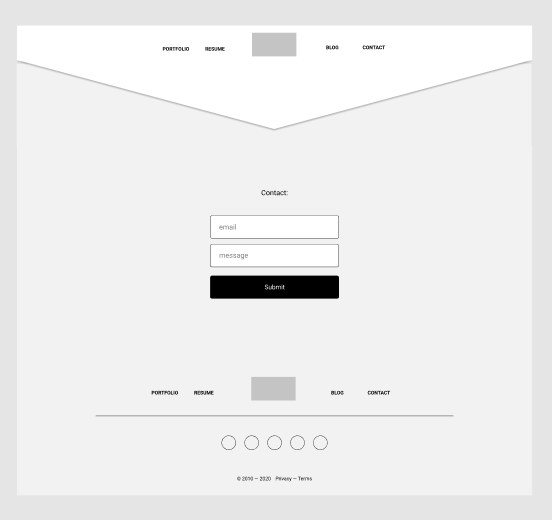 PORTFOLIO RESUME BLOG CONTACT
Contact:
email
message
Submit
PORTFOLIO RESUME BLOG CONTACT
© 2010 — 2020 Privacy — Terms